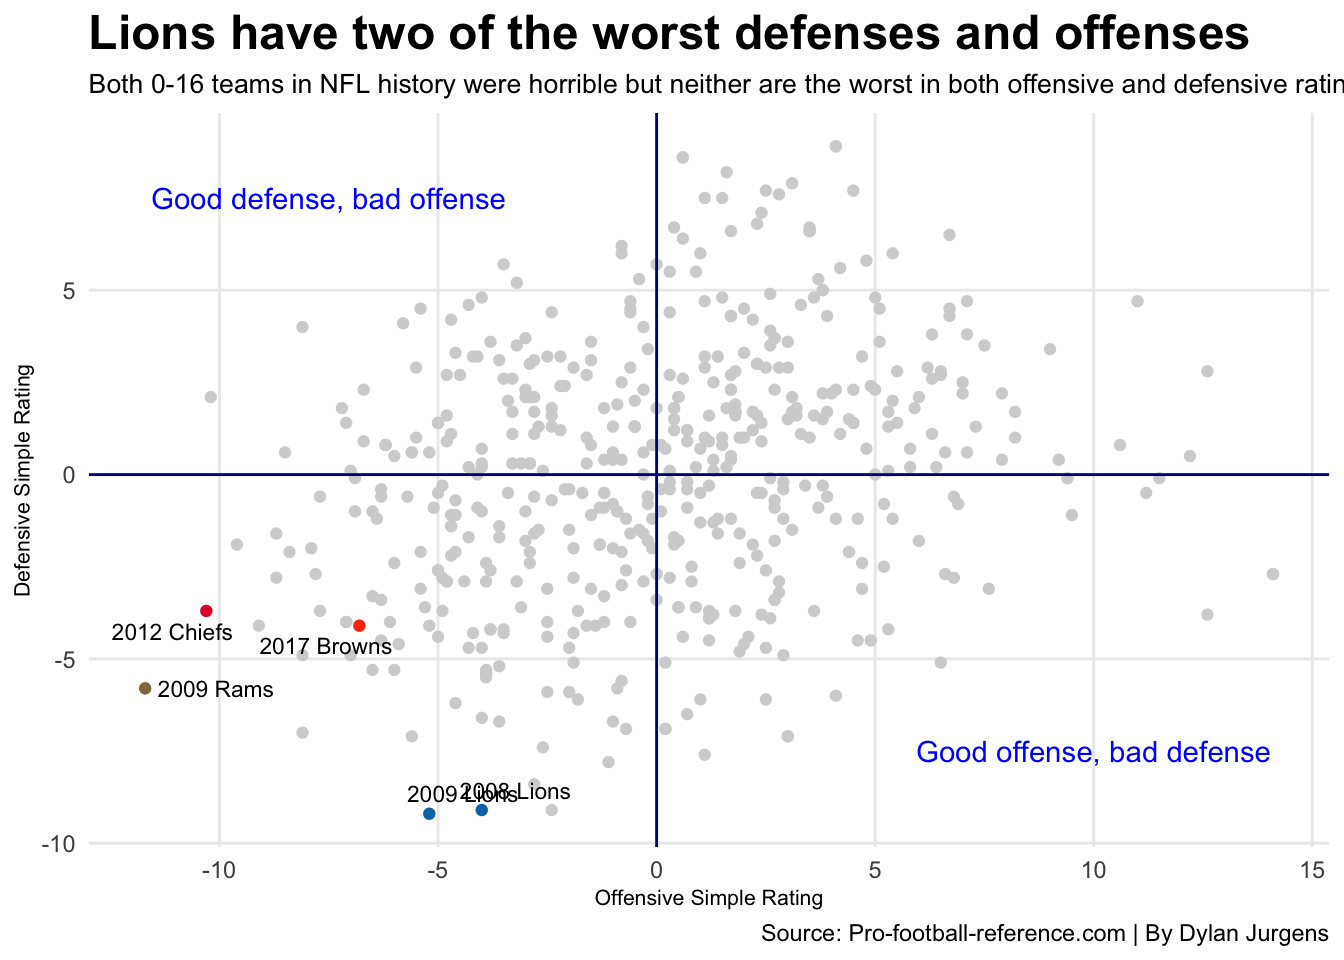 Lions have two of the worst defenses and offenses
Both 0-16 teams in NFL history were horrible but neither are the worst in both offensive and defensive ratin
Good defense, bad offense
5
Defensive Simple Rating
0
2012 Chiefs
2017 Browns
-5
2009 Rams
Good offense, bad defense
2009 Lions
2008 Lions
-10
-10 -5 0 5 10 15
Offensive Simple Rating
Source: Pro-football-reference.com | By Dylan Jurgens